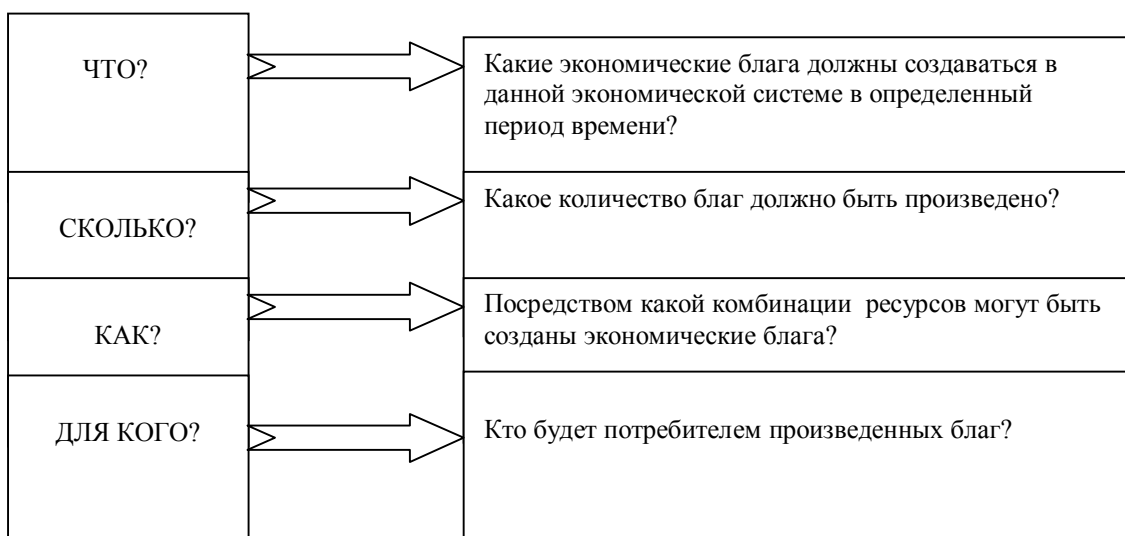 ЧТО?
Какие экономические блага должны создаваться в
данной экономической системе в определенный
период времени?
СКОЛЬКО?
Какое количество благ должно быть произведено?
КАК?
Посредством какой комбинации ресурсов могут быть
созданы экономические блага?
ДЛЯ КОГО?
Кто будет потребителем произведенных благ?